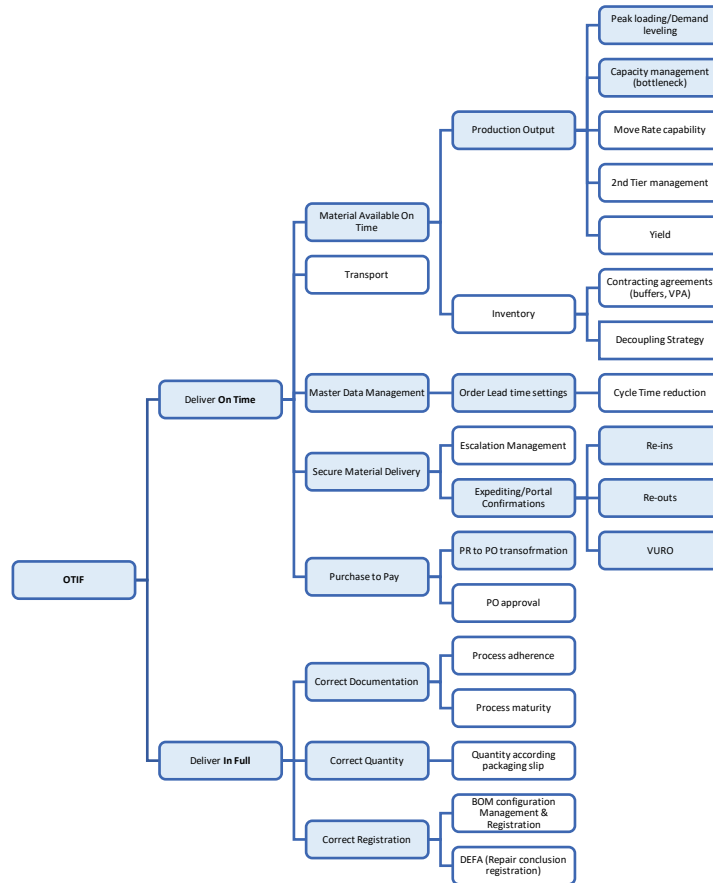 Peak loading/Demand
leveling
Capacity management
(bottleneck)
Production Output
Move Rate capability
2nd Tier management
Material Available On
Time
Yield
Transport
Contracting agreements
(buffers, VPA)
Inventory
Decoupling Strategy
Deliver On Time
Master Data Management
Order Lead time settings
Cycle Time reduction
Escalation Management
Re-ins
Secure Material Delivery
Expediting/Portal
Confirmations
Re-outs
PR to PO transofrmation
VURO
OTIF
Purchase to Pay
PO approval
Process adherence
Correct Documentation
Process maturity
Deliver In Full
Correct Quantity
Quantity according
packaging slip
BOM configuration
Management &
Registration
Correct Registration
DEFA (Repair conclusion
registration)